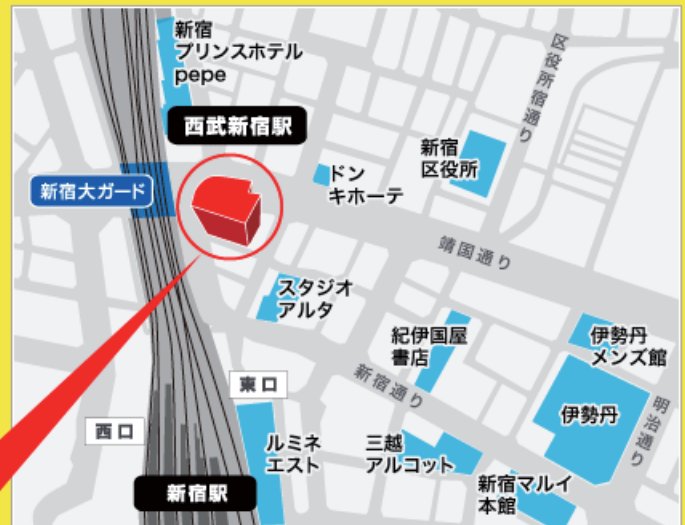 新宿
プリンスホテル
pepe
西武新宿駅
新宿大ガード
ドン
キホーテ
新宿
区役所
区役所宿通り
靖国通り
スタジオ
アルタ
紀伊国屋
書店
伊勢丹
メンズ館
新宿通り
東口
伊勢丹
明治通り
西口
ルミネ
エスト
三越
アルコット
新宿マルイ
本館
新宿駅